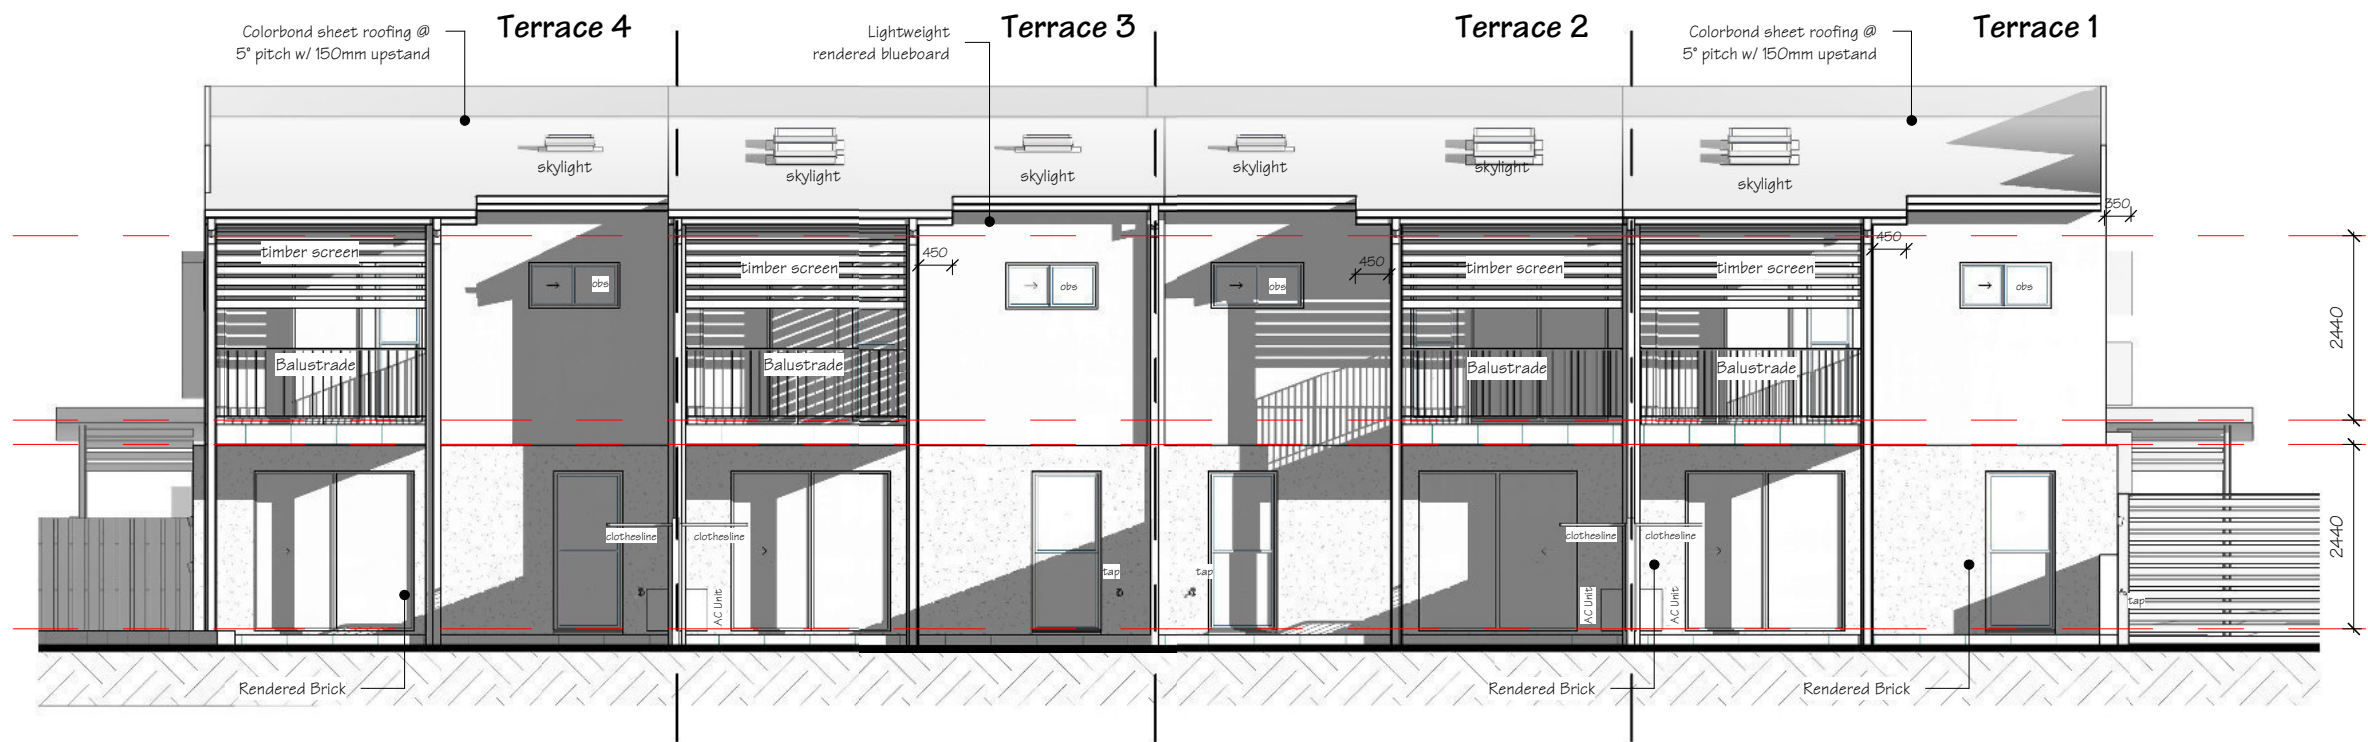 Terrace 4
Terrace 3
Terrace 2
Terrace 1
Colorbond sheet roofing @
5° pitch w/ 150mm upstand
Lightweight
rendered blueboard
Colorbond sheet roofing @
5° pitch w/ 150mm upstand
skylight
skylight
skylight
skylight
skylight
skylight
350
450
450
450
timber screen
timber screen
timber screen
timber screen
obs
obs
obs
obs
2440
Balustrade
Balustrade
Balustrade
Balustrade
2440
clothesline
clothesline
clothesline
clothesline
tap
tap
tap
AC Unit
AC Unit
AC Unit
Rendered Brick
Rendered Brick
Rendered Brick